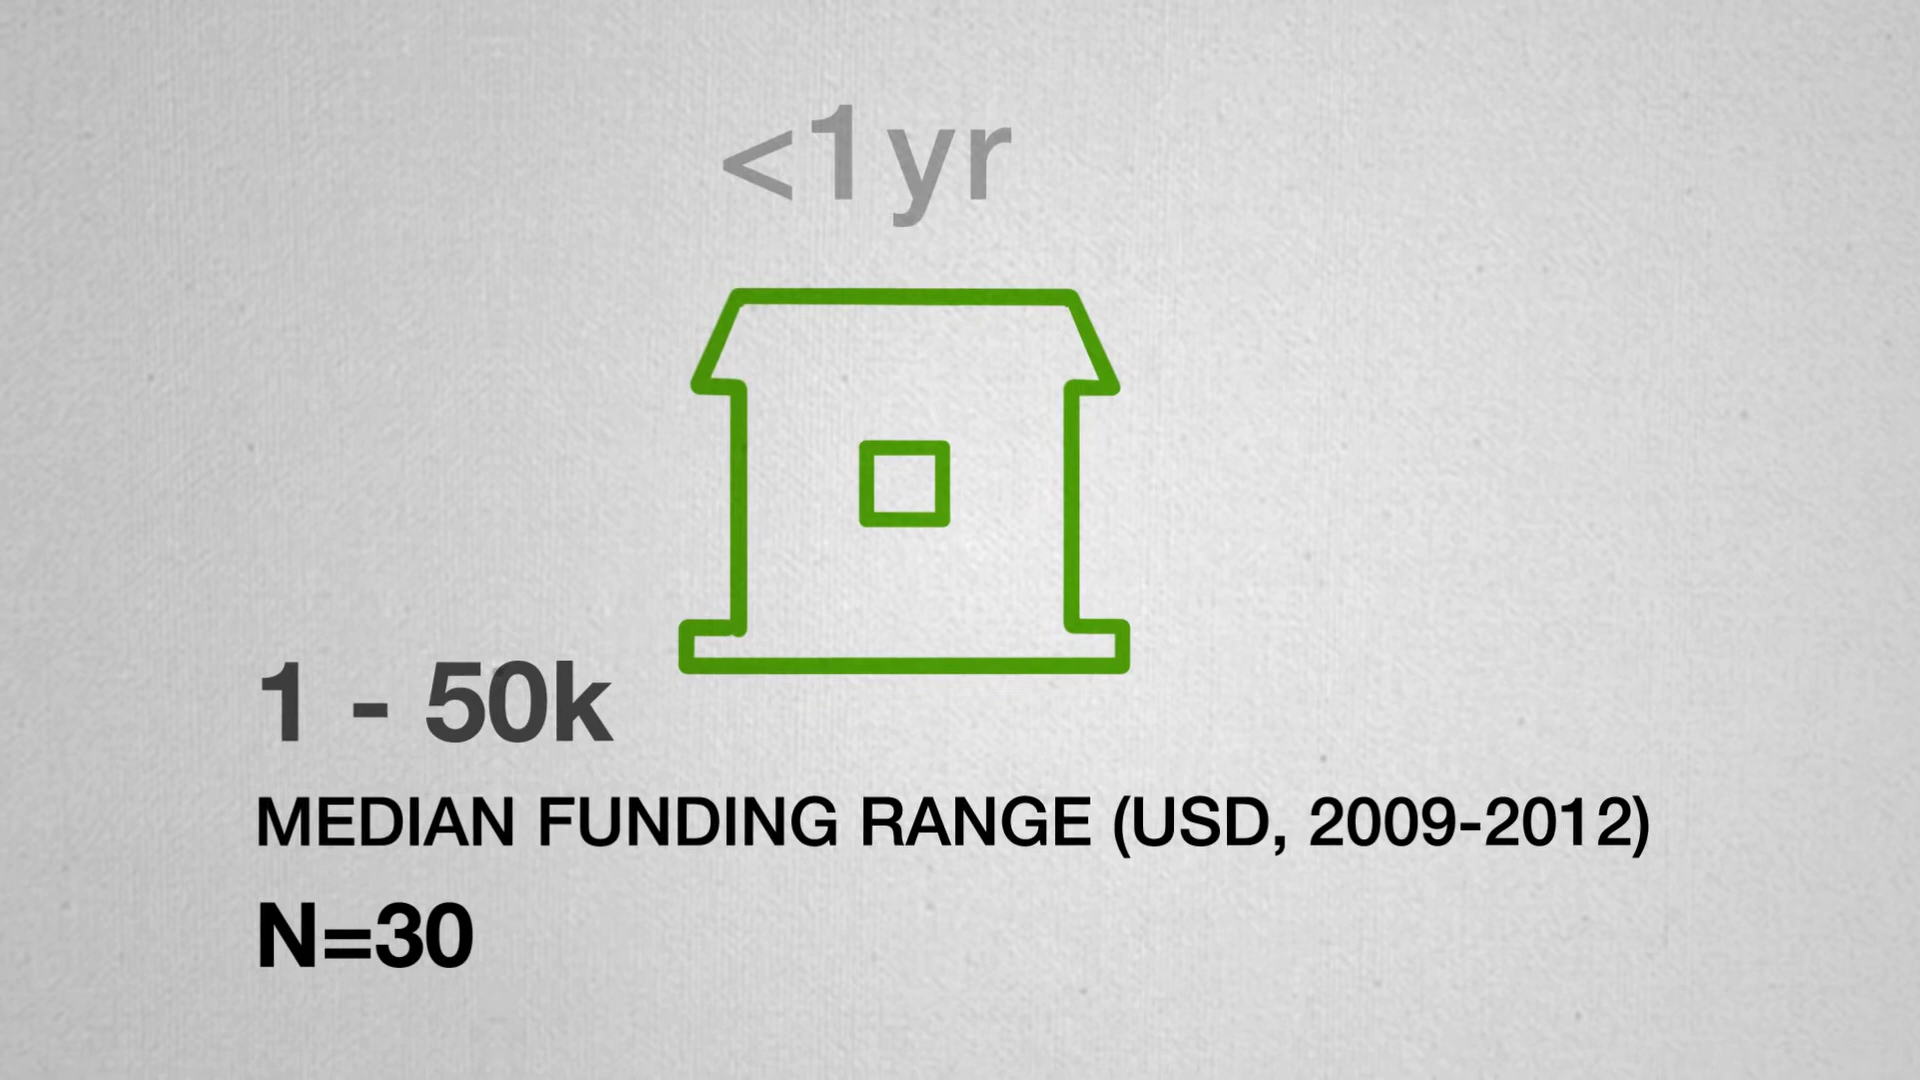 <1yr
1 - 50k
MEDIAN FUNDING RANGE (USD, 2009-2012)
N=30